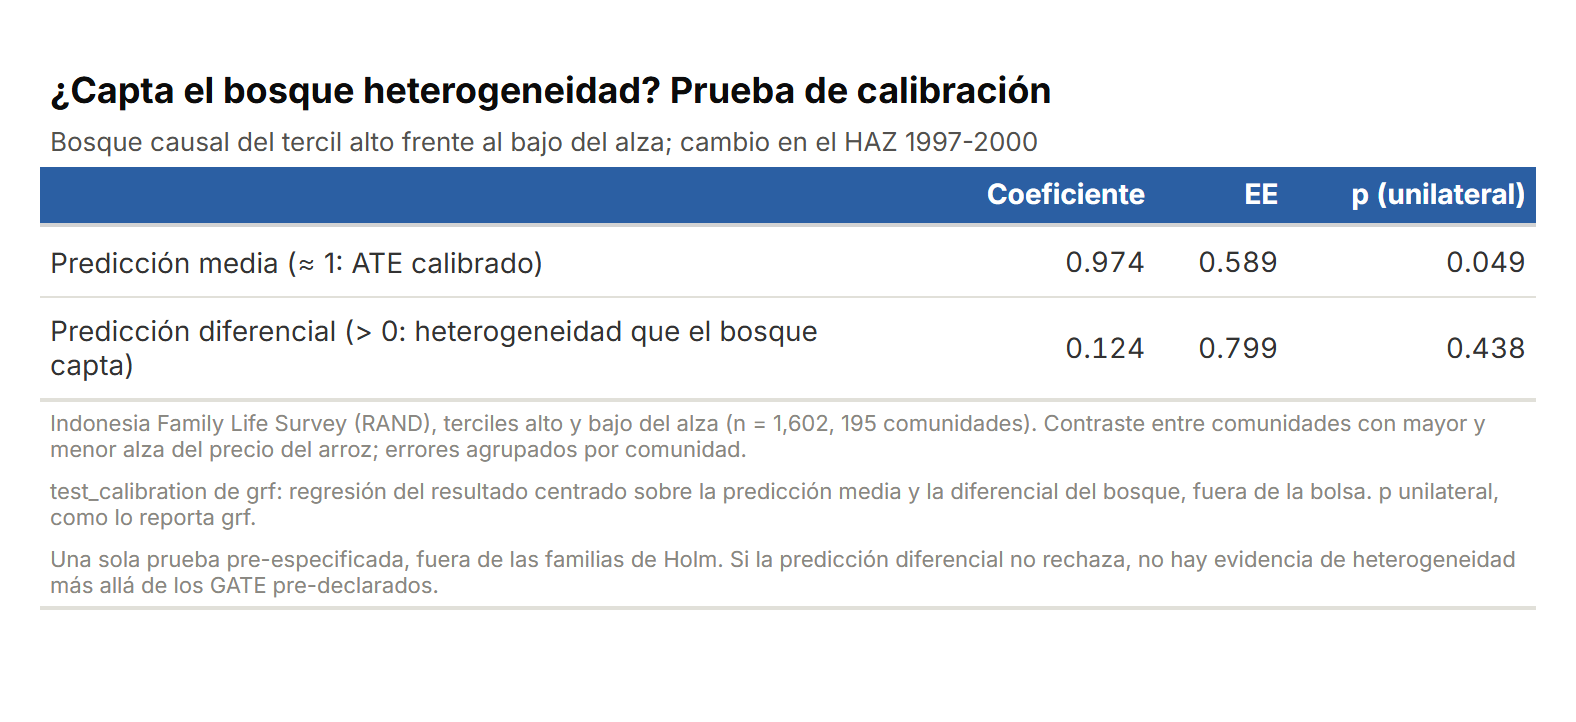 ¿Capta el bosque heterogeneidad? Prueba de calibración
Bosque causal del tercil alto frente al bajo del alza; cambio en el HAZ 1997-2000
Coeficiente EE p (unilateral)
Predicción media (≈ 1: ATE calibrado) 0.974 0.589 0.049
Predicción diferencial (> 0: heterogeneidad que el bosque
capta) 0.124 0.799 0.438
Indonesia Family Life Survey (RAND), terciles alto y bajo del alza (n = 1,602, 195 comunidades). Contraste entre comunidades con mayor y
menor alza del precio del arroz; errores agrupados por comunidad.
test_calibration de grf: regresión del resultado centrado sobre la predicción media y la diferencial del bosque, fuera de la bolsa. p unilateral,
como lo reporta grf.
Una sola prueba pre-especificada, fuera de las familias de Holm. Si la predicción diferencial no rechaza, no hay evidencia de heterogeneidad
más allá de los GATE pre-declarados.